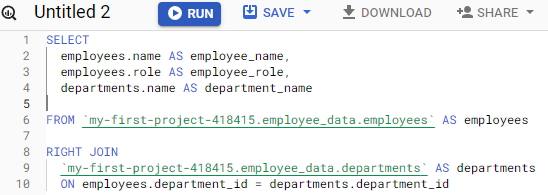 Untitled 2
RUN
SAVE
DOWNLOAD
SHARE
1 SELECT
2 employees.name AS employee_name,
3 employees.role AS employee_role,
4 departments.name AS department_name
5
6 FROM `my-first-project-418415.employee_data.employees` AS employees
7
8 RIGHT JOIN
9 `my-first-project-418415.employee_data.departments` AS departments
10 ON employees.department_id = departments.department_id